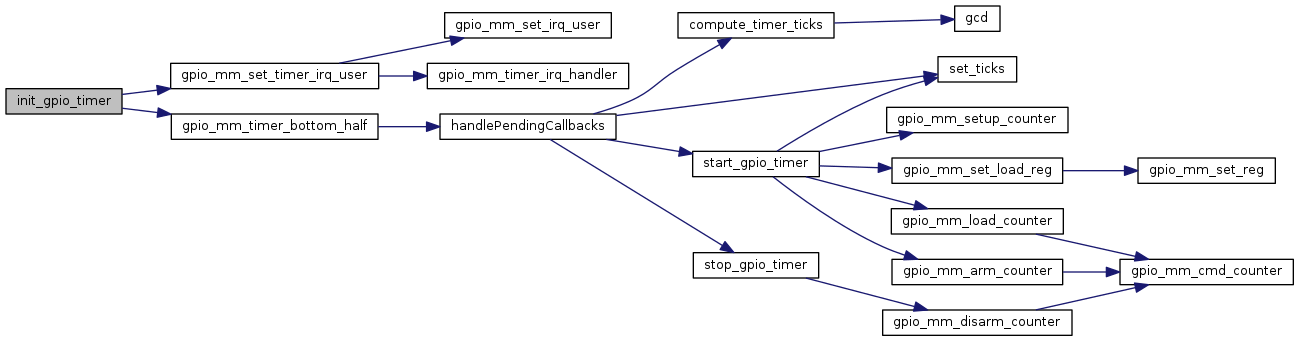 init_gpio_timer
gpio_mm_set_timer_irq_user
gpio_mm_timer_bottom_half
gpio_mm_set_irq_user
gpio_mm_timer_irq_handler
handlePendingCallbacks
compute_timer_ticks
start_gpio_timer
stop_gpio_timer
gcd
set_ticks
gpio_mm_setup_counter
gpio_mm_set_load_reg
gpio_mm_load_counter
gpio_mm_arm_counter
gpio_mm_disarm_counter
gpio_mm_set_reg
gpio_mm_cmd_counter